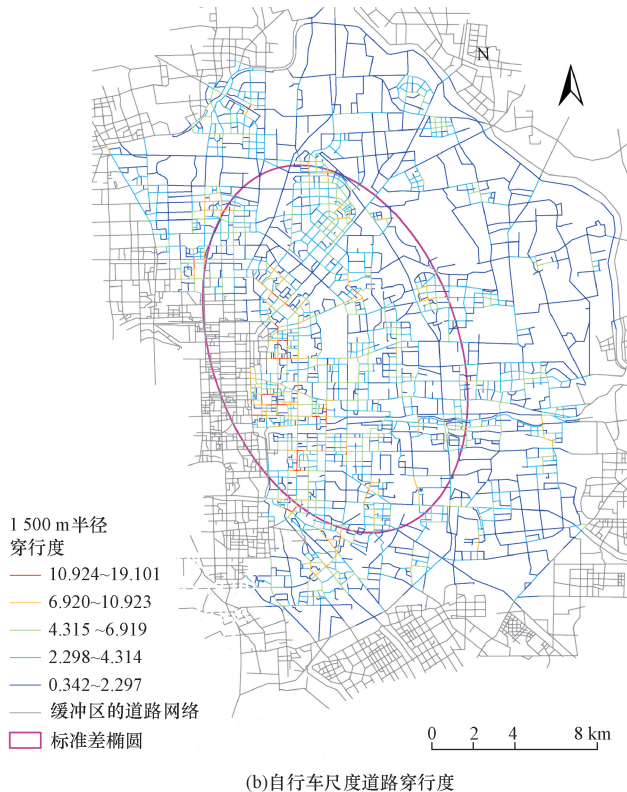 N
1 500 m半径
穿行度
10.924~19.101
6.920~10.923
4.315 ~6.919
2.298~4.314
0.342~2.297
缓冲区的道路网络
标准差椭圆
0 2 4 8 km
(b)自行车尺度道路穿行度